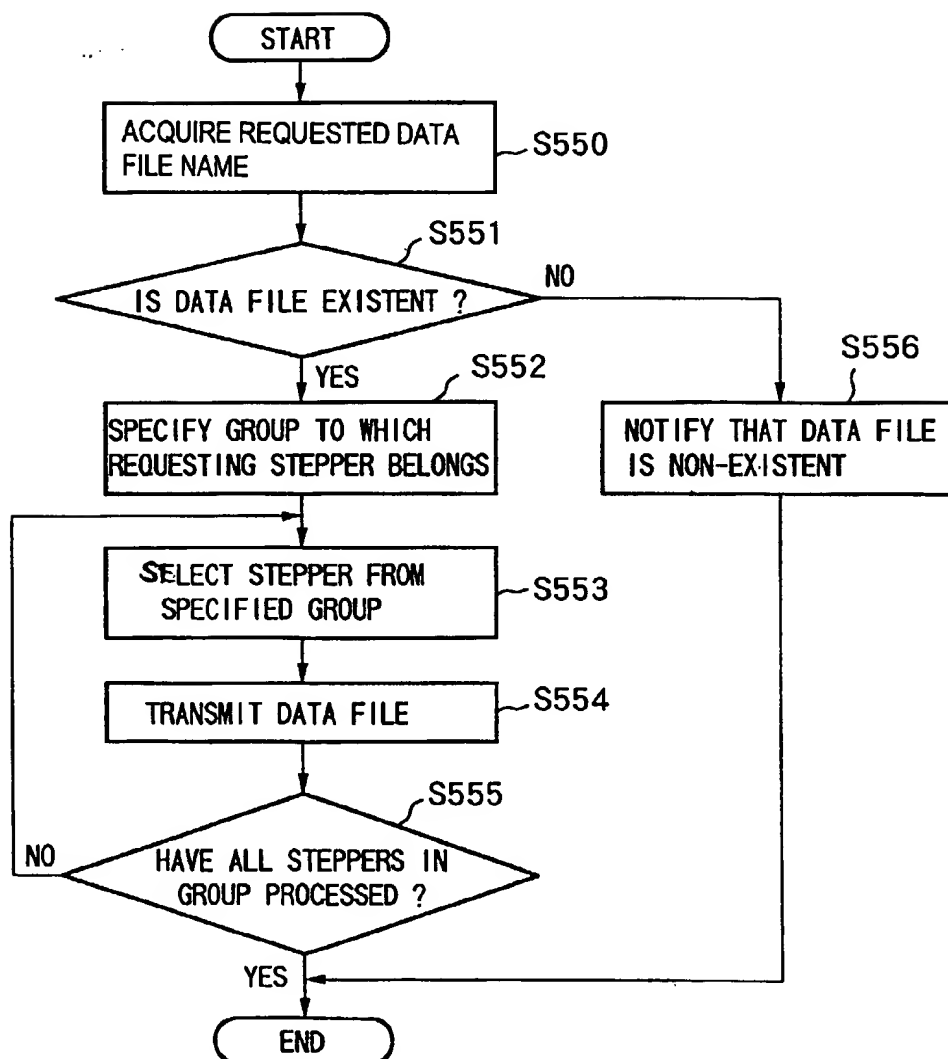 START
ACQUIRE REQUESTED DATA
FILE NAME
S550
S551
IS DATA FILE EXISTENT ?
NO
YES
S552
SPECIFY GROUP TO WHICH
REQUESTING STEPPER BELONGS
S556
NOTIFY THAT DATA FILE
IS NON-EXISTENT
SELECT STEPPER FROM
SPECIFIED GROUP
S553
TRANSMIT DATA FILE
S554
S555
HAVE ALL STEPPERS IN
GROUP PROCESSED ?
NO
YES
END